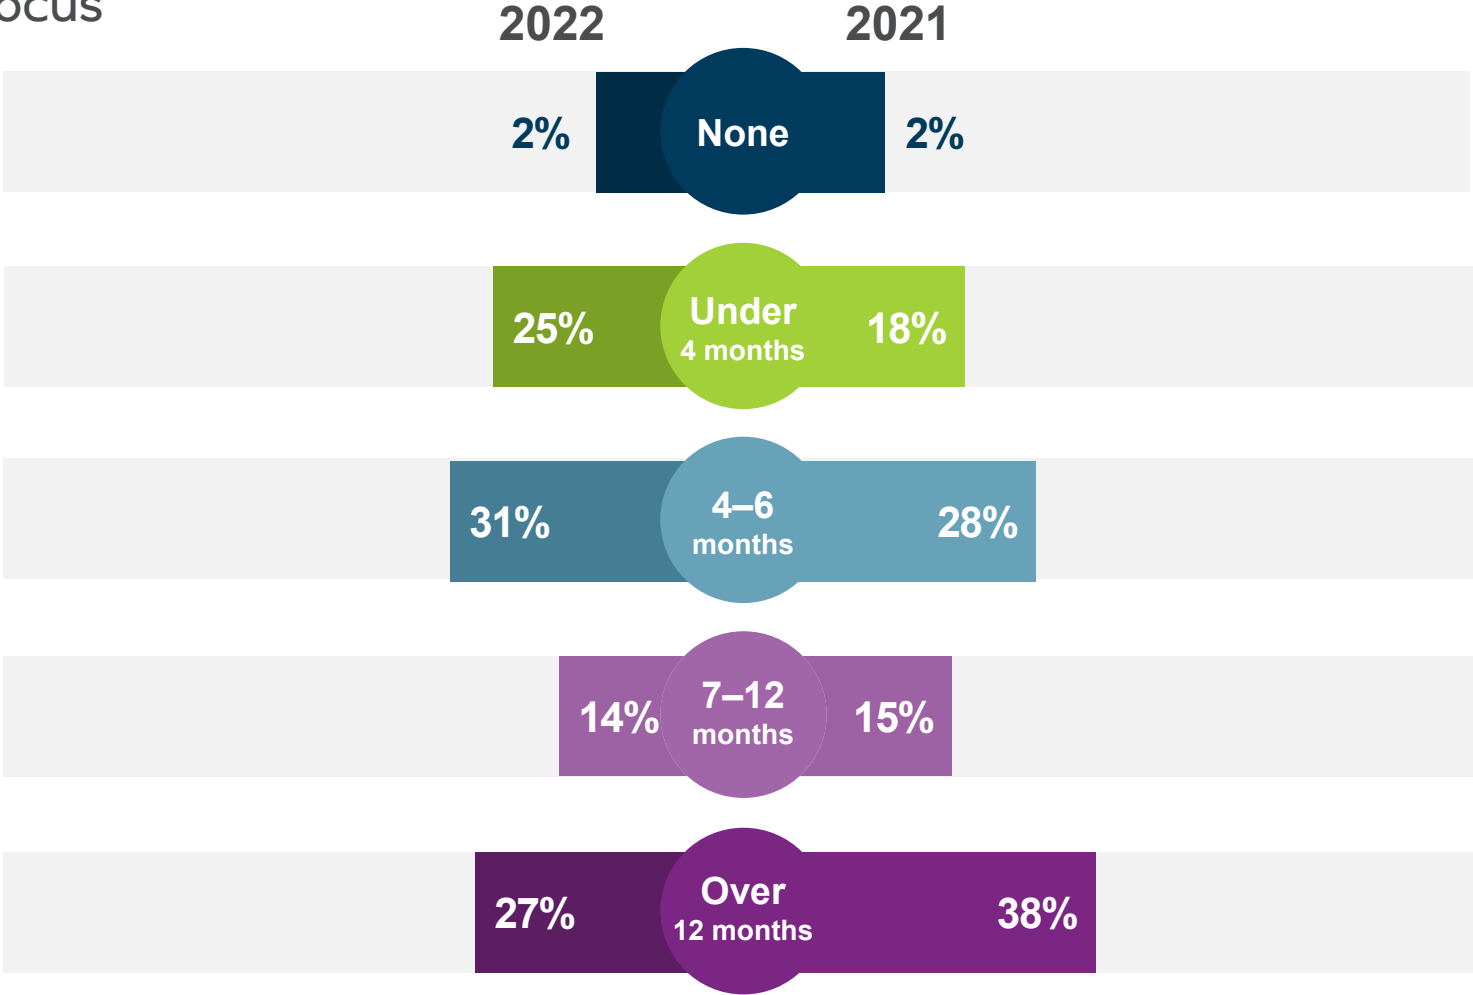 ocus
2022 2021
2% None 2%
25% Under 18%
4 months
31% 4–6 28%
months
14% 7–12 15%
months
27% Over 38%
12 months